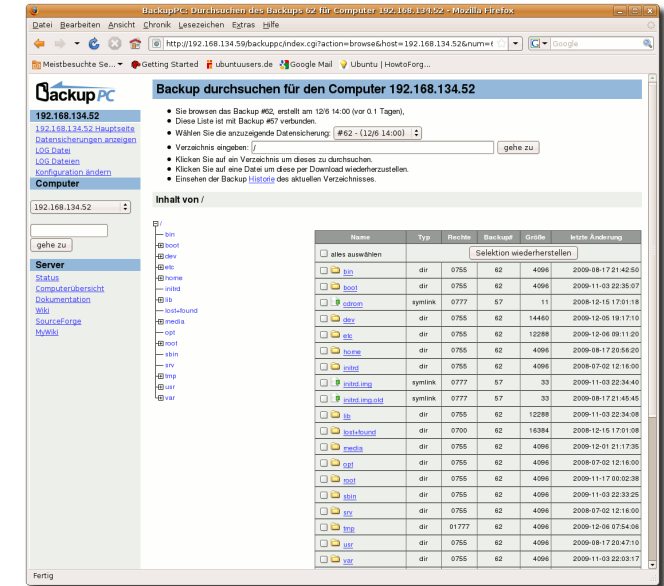 BackupPC: Durchsuchen des Backups 62 für Computer 192.168.134.52 - Mozilla Firefox
Datei Bearbeiten Ansicht Chronik Lesezeichen Extras Hilfe
http://192.168.134.59/backuppc/index.cgi?action=browse&host=192.168.134.52&num=6
Google
Meistbesuchte Se... Getting Started ubuntuusers.de Google Mail Ubuntu | HowtoForg...
Backup PC
192.168.134.52
192.168.134.52 Hauptseite
Datensicherungen anzeigen
LOG Datei
LOG Dateien
Konfiguration ändern
Computer
192.168.134.52
gehe zu
Server
Status
Computerübersicht
Dokumentation
Wiki
SourceForge
MyWiki
Backup durchsuchen für den Computer 192.168.134.52
Sie browsen das Backup #62, erstellt am 12/6 14:00 (vor 0.1 Tagen),
Diese Liste ist mit Backup #57 verbunden.
Wählen Sie die anzuzeigende Datensicherung: #62 - (12/6 14:00)
Verzeichnis eingeben: / gehe zu
Klicken Sie auf ein Verzeichnis um dieses zu durchsuchen.
Klicken Sie auf eine Datei um diese per Download wiederherzustellen.
Einsehen der Backup Historie des aktuellen Verzeichnisses.
Inhalt von /
/
bin
boot
dev
etc
home
initrd
lib
lost+found
media
opt
root
sbin
srv
tmp
usr
var
Name Typ Rechte Backup# Größe letzte Änderung
alles auswählen Selektion wiederherstellen
bin dir 0755 62 4096 2009-08-17 21:42:50
boot dir 0755 62 4096 2009-11-03 22:35:07
cdrom symlink 0777 57 11 2008-12-15 17:01:18
dev dir 0755 62 14460 2009-12-05 19:17:10
etc dir 0755 62 12288 2009-12-06 09:11:20
home dir 0755 62 4096 2009-08-17 20:56:20
initrd dir 0755 62 4096 2008-07-02 12:16:00
initrd.img symlink 0777 57 33 2009-11-03 22:34:40
initrd.img.old symlink 0777 57 33 2009-08-17 21:45:45
lib dir 0755 62 12288 2009-11-03 22:34:08
lost+found dir 0700 62 16384 2008-12-15 17:01:08
media dir 0755 62 4096 2009-12-01 21:17:35
opt dir 0755 62 4096 2008-07-02 12:16:00
root dir 0755 62 4096 2009-11-17 00:02:38
sbin dir 0755 62 4096 2009-11-03 22:33:25
srv dir 0755 62 4096 2008-07-02 12:16:00
tmp dir 01777 62 4096 2009-12-06 07:54:06
usr dir 0755 62 4096 2009-08-17 20:47:10
var dir 0755 62 4096 2009-11-03 22:03:17
Fertig